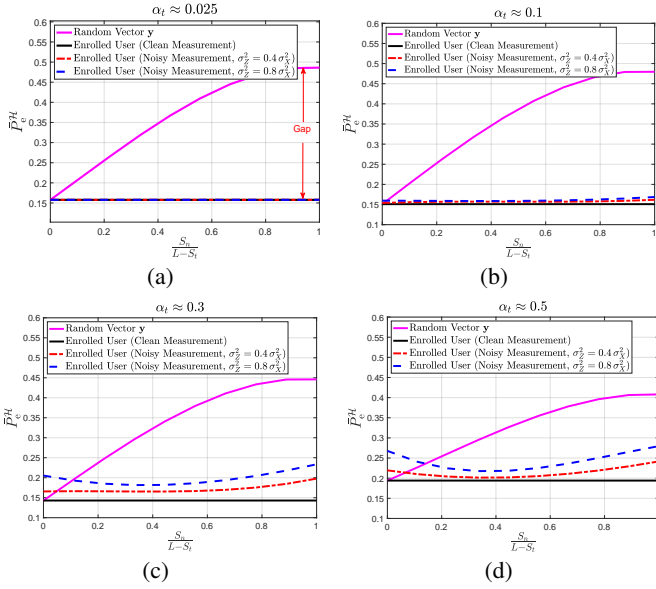 α_t ≈ 0.025
0.6
0.55
0.5
0.45
0.4
0.35
0.3
0.25
0.2
0.15
P̄_e^ℋ
Random Vector y
Enrolled User (Clean Measurement)
Enrolled User (Noisy Measurement, σ_Z^2 = 0.4 σ_X^2)
Enrolled User (Noisy Measurement, σ_Z^2 = 0.8 σ_X^2)
Gap
0 0.2 0.4 0.6 0.8 1
S_n
L−S_t
(a)
α_t ≈ 0.1
0.6
0.55
0.5
0.45
0.4
0.35
0.3
0.25
0.2
0.15
0.1
P̄_e^ℋ
Random Vector y
Enrolled User (Clean Measurement)
Enrolled User (Noisy Measurement, σ_Z^2 = 0.4 σ_X^2)
Enrolled User (Noisy Measurement, σ_Z^2 = 0.8 σ_X^2)
0 0.2 0.4 0.6 0.8 1
S_n
L−S_t
(b)
α_t ≈ 0.3
0.6
0.55
0.5
0.45
0.4
0.35
0.3
0.25
0.2
0.15
0.1
P̄_e^ℋ
Random Vector y
Enrolled User (Clean Measurement)
Enrolled User (Noisy Measurement, σ_Z^2 = 0.4 σ_X^2)
Enrolled User (Noisy Measurement, σ_Z^2 = 0.8 σ_X^2)
0 0.2 0.4 0.6 0.8 1
S_n
L−S_t
(c)
α_t ≈ 0.5
0.6
0.55
0.5
0.45
0.4
0.35
0.3
0.25
0.2
0.15
0.1
P̄_e^ℋ
Random Vector y
Enrolled User (Clean Measurement)
Enrolled User (Noisy Measurement, σ_Z^2 = 0.4 σ_X^2)
Enrolled User (Noisy Measurement, σ_Z^2 = 0.8 σ_X^2)
0 0.2 0.4 0.6 0.8
S_n
L−S_t
(d)